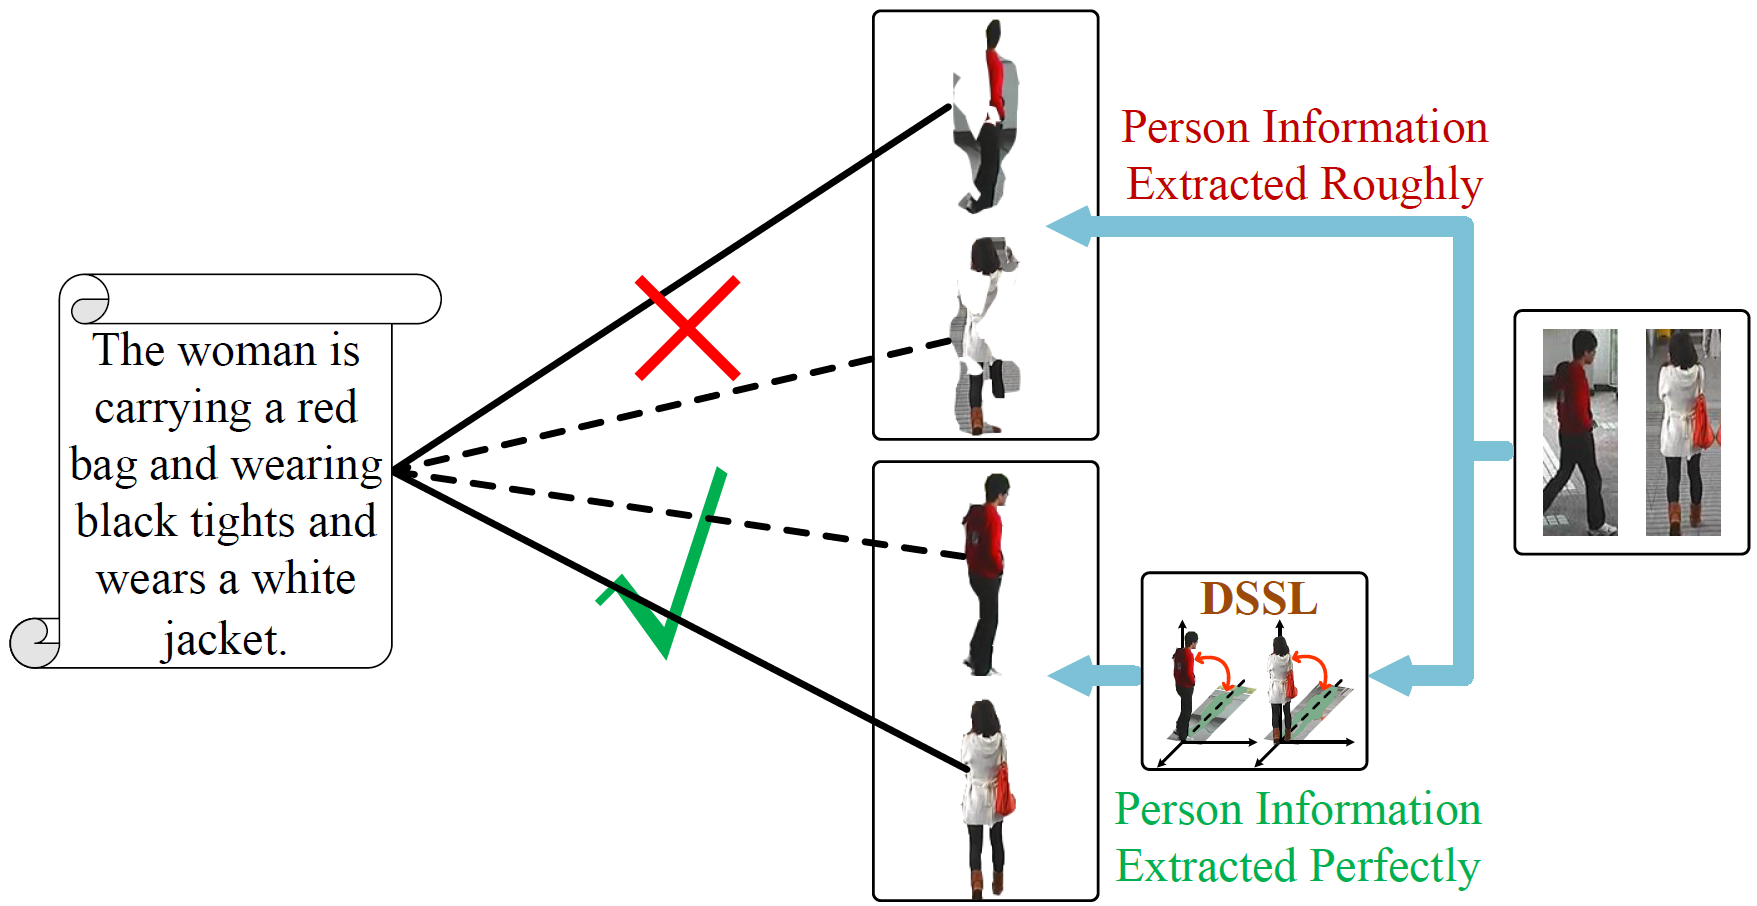 The woman is
carrying a red
bag and wearing
black tights and
wears a white
jacket.
Person Information
Extracted Roughly
DSSL
Person Information
Extracted Perfectly